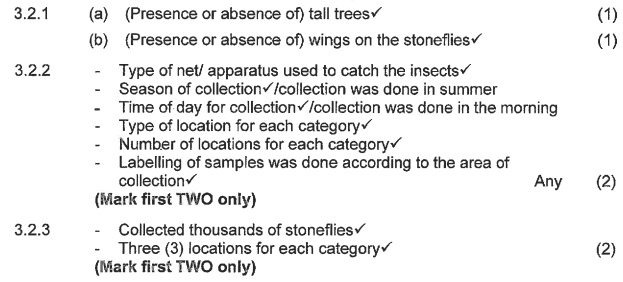 3.2.1 (a) (Presence or absence of) tall trees✓ (1)
(b) (Presence or absence of) wings on the stoneflies✓ (1)
3.2.2 - Type of net/ apparatus used to catch the insects✓
- Season of collection✓/collection was done in summer
- Time of day for collection✓/collection was done in the morning
- Type of location for each category✓
- Number of locations for each category✓
- Labelling of samples was done according to the area of
collection✓ Any (2)
(Mark first TWO only)
3.2.3 - Collected thousands of stoneflies✓
- Three (3) locations for each category✓ (2)
(Mark first TWO only)